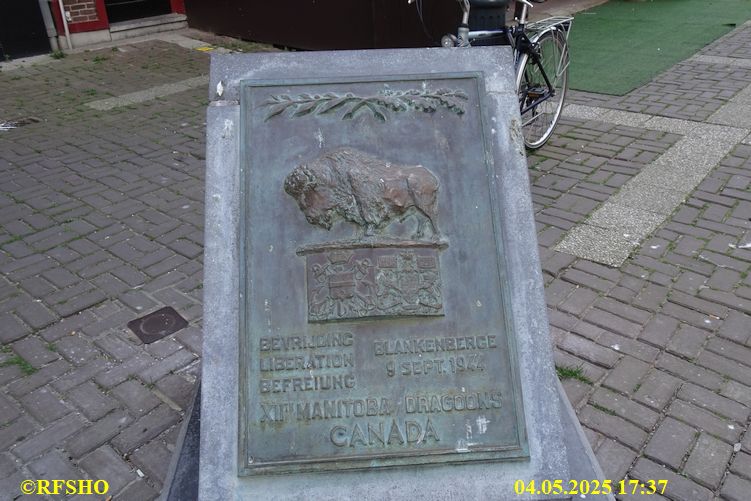 BEVRIJDING
LIBERATION
BEFREIUNG
BLANKENBERGE
9 SEPT. 1944
XIIᵀᴴ MANITOBA DRAGOONS
CANADA
©RFSHO
04.05.2025 17:37